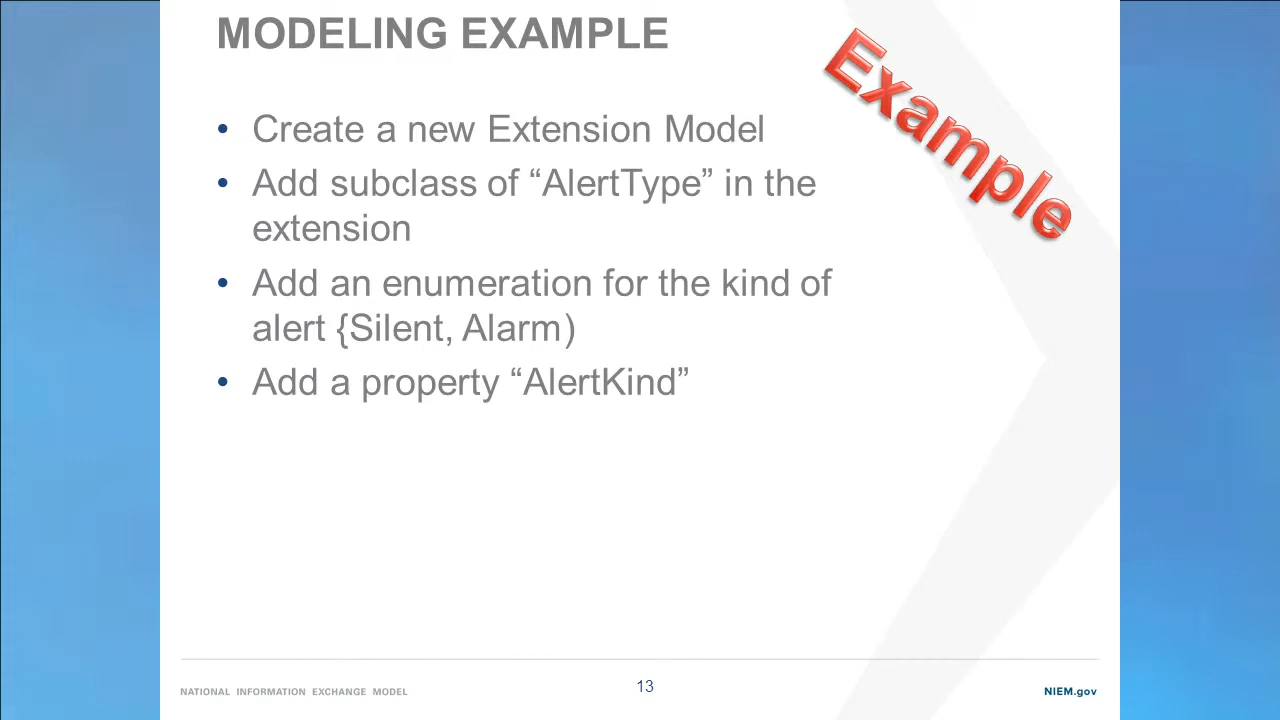 MODELING EXAMPLE
Example
• Create a new Extension Model
• Add subclass of “AlertType” in the
extension
• Add an enumeration for the kind of
alert {Silent, Alarm)
• Add a property “AlertKind”
NATIONAL INFORMATION EXCHANGE MODEL
13
NIEM.gov